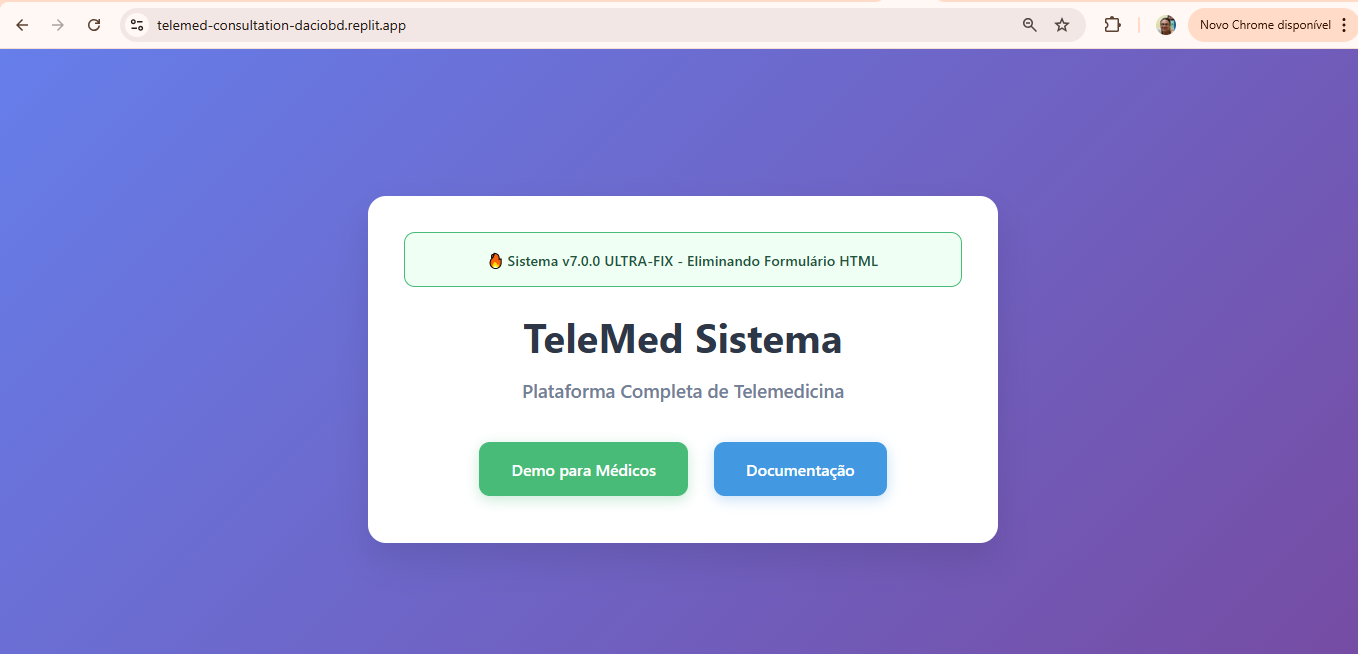 telemed-consultation-daciobd.replit.app
Novo Chrome disponível
🔥 Sistema v7.0.0 ULTRA-FIX - Eliminando Formulário HTML
TeleMed Sistema
Plataforma Completa de Telemedicina
Demo para Médicos
Documentação